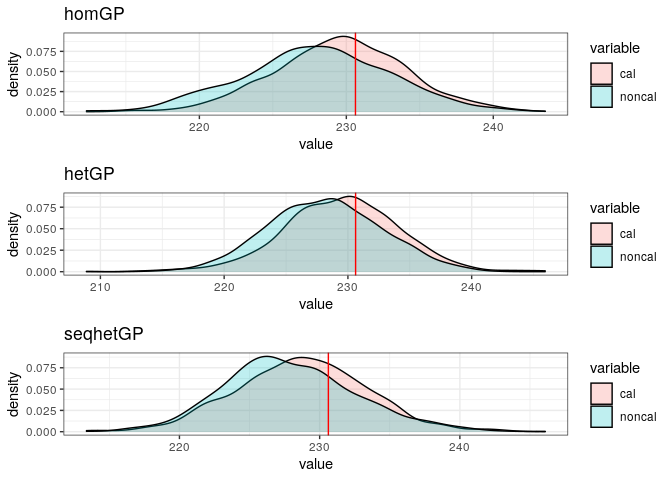 homGP
density
0.075
0.050
0.025
0.000
220
230
240
value
variable
cal
noncal
hetGP
density
0.075
0.050
0.025
0.000
210
220
230
240
value
variable
cal
noncal
seqhetGP
density
0.075
0.050
0.025
0.000
220
230
240
value
variable
cal
noncal